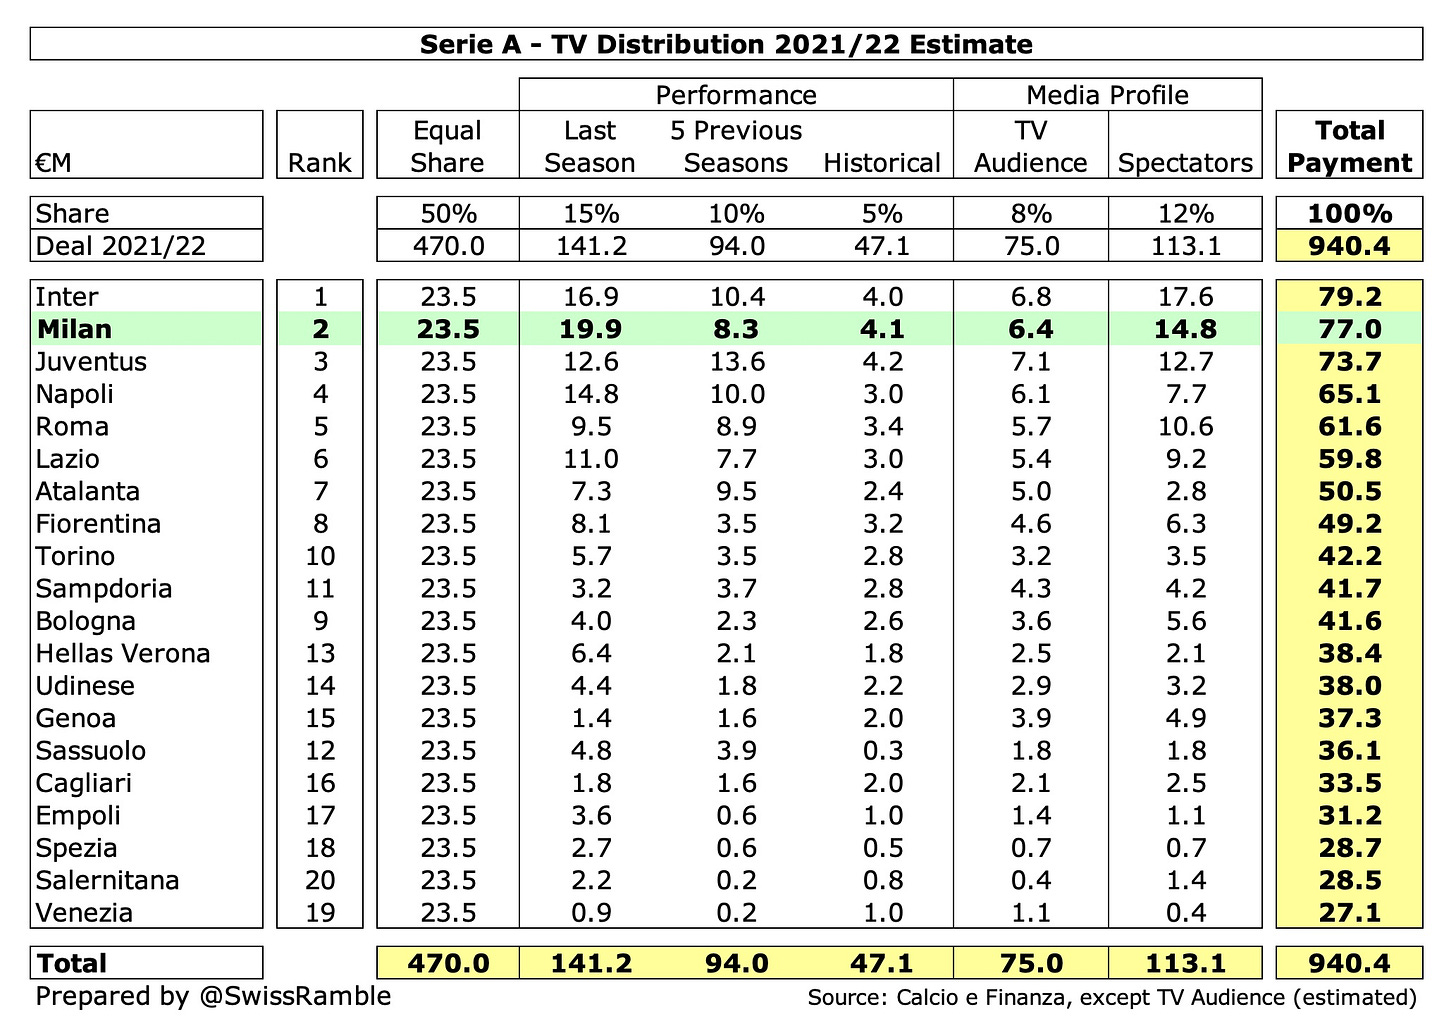 Serie A - TV Distribution 2021/22 Estimate
Performance Media Profile
Equal Last 5 Previous TV Total
€M Rank Share Season Seasons Historical Audience Spectators Payment
Share 50% 15% 10% 5% 8% 12% 100%
Deal 2021/22 470.0 141.2 94.0 47.1 75.0 113.1 940.4
Inter 1 23.5 16.9 10.4 4.0 6.8 17.6 79.2
Milan 2 23.5 19.9 8.3 4.1 6.4 14.8 77.0
Juventus 3 23.5 12.6 13.6 4.2 7.1 12.7 73.7
Napoli 4 23.5 14.8 10.0 3.0 6.1 7.7 65.1
Roma 5 23.5 9.5 8.9 3.4 5.7 10.6 61.6
Lazio 6 23.5 11.0 7.7 3.0 5.4 9.2 59.8
Atalanta 7 23.5 7.3 9.5 2.4 5.0 2.8 50.5
Fiorentina 8 23.5 8.1 3.5 3.2 4.6 6.3 49.2
Torino 10 23.5 5.7 3.5 2.8 3.2 3.5 42.2
Sampdoria 11 23.5 3.2 3.7 2.8 4.3 4.2 41.7
Bologna 9 23.5 4.0 2.3 2.6 3.6 5.6 41.6
Hellas Verona 13 23.5 6.4 2.1 1.8 2.5 2.1 38.4
Udinese 14 23.5 4.4 1.8 2.2 2.9 3.2 38.0
Genoa 15 23.5 1.4 1.6 2.0 3.9 4.9 37.3
Sassuolo 12 23.5 4.8 3.9 0.3 1.8 1.8 36.1
Cagliari 16 23.5 1.8 1.6 2.0 2.1 2.5 33.5
Empoli 17 23.5 3.6 0.6 1.0 1.4 1.1 31.2
Spezia 18 23.5 2.7 0.6 0.5 0.7 0.7 28.7
Salernitana 20 23.5 2.2 0.2 0.8 0.4 1.4 28.5
Venezia 19 23.5 0.9 0.2 1.0 1.1 0.4 27.1
Total 470.0 141.2 94.0 47.1 75.0 113.1 940.4
Prepared by @SwissRamble Source: Calcio e Finanza, except TV Audience (estimated)